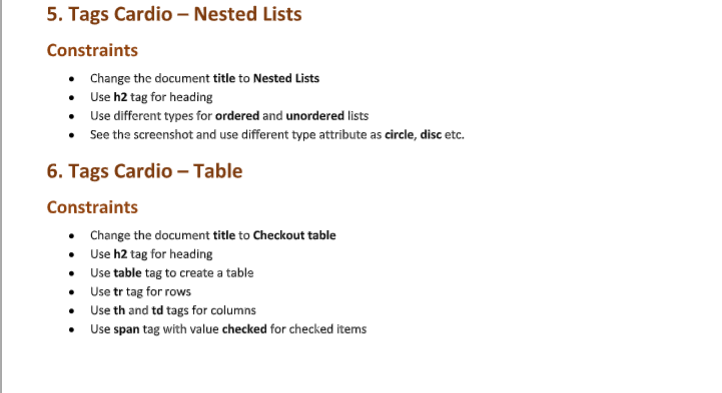 5. Tags Cardio – Nested Lists
Constraints
• Change the document title to Nested Lists
• Use h2 tag for heading
• Use different types for ordered and unordered lists
• See the screenshot and use different type attribute as circle, disc etc.
6. Tags Cardio – Table
Constraints
• Change the document title to Checkout table
• Use h2 tag for heading
• Use table tag to create a table
• Use tr tag for rows
• Use th and td tags for columns
• Use span tag with value checked for checked items